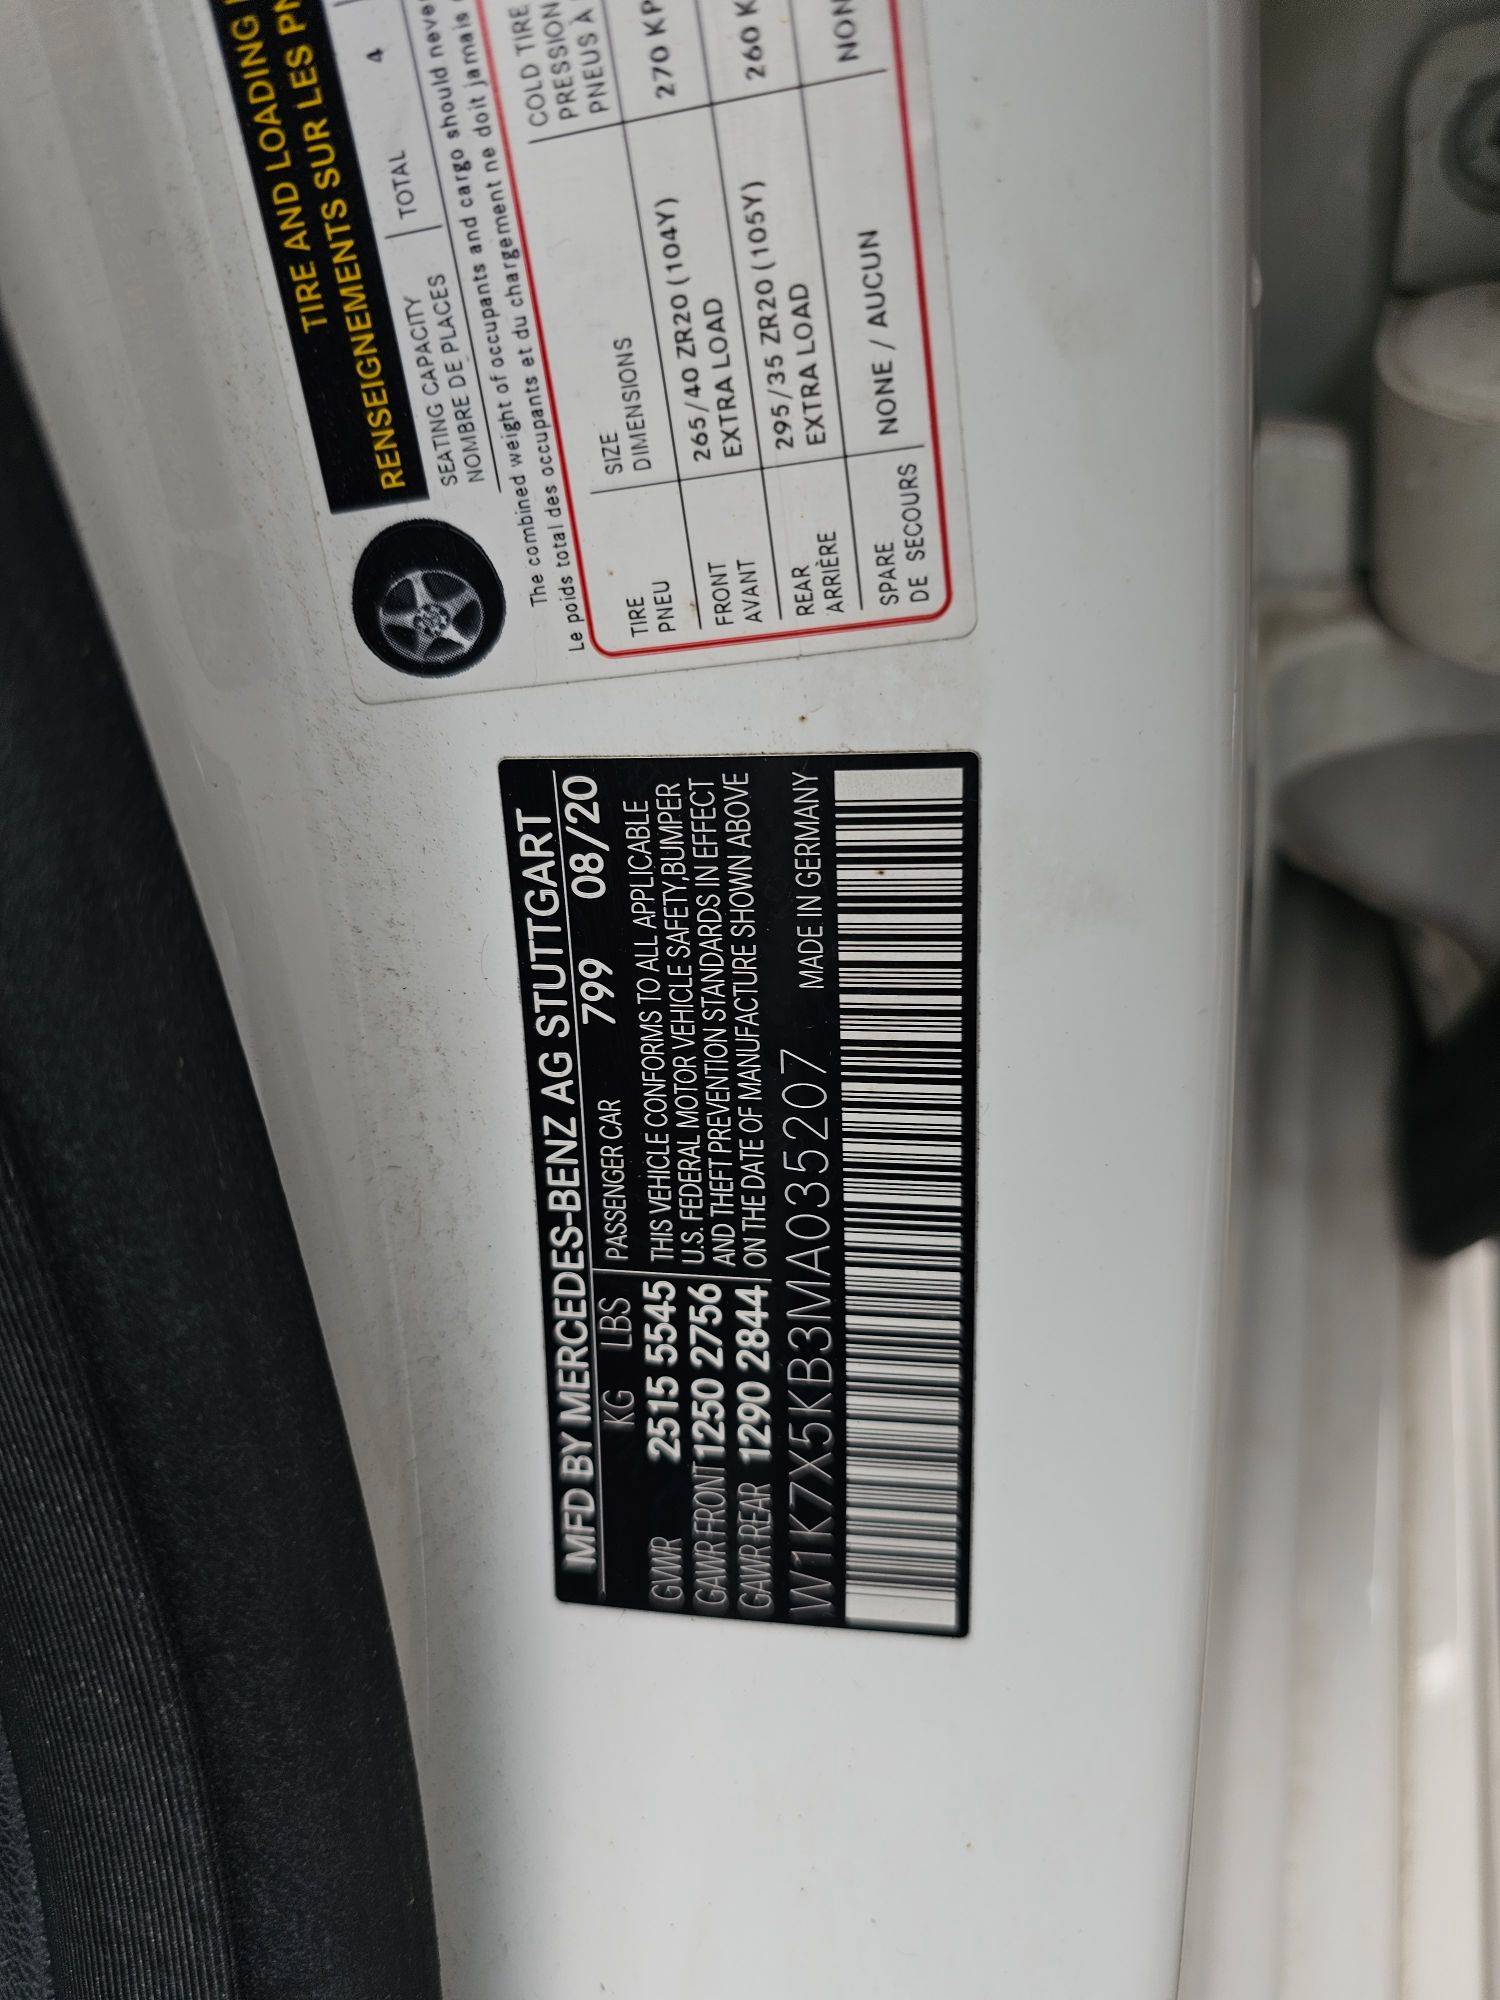 TIRE AND LOADING
RENSEIGNEMENTS SUR LES
SEATING CAPACITY
NOMBRE DE PLACES
TOTAL 4
The combined weight of occupants and cargo should never
Le poids total des occupants et du chargement ne doit jamais
TIRE
PNEU
SIZE
DIMENSIONS
COLD TIRE
PRESSION
PNEUS À
FRONT
AVANT
265/40 ZR20 (104Y)
EXTRA LOAD
270 KP
REAR
ARRIÈRE
295/35 ZR20 (105Y)
EXTRA LOAD
260 K
SPARE
DE SECOURS
NONE / AUCUN
NON
MFD BY MERCEDES-BENZ AG STUTTGART
KG LBS PASSENGER CAR 799 08/20
GVWR 2515 5545 THIS VEHICLE CONFORMS TO ALL APPLICABLE
GAWR FRONT 1250 2756 U.S. FEDERAL MOTOR VEHICLE SAFETY,BUMPER
AND THEFT PREVENTION STANDARDS IN EFFECT
GAWR REAR 1290 2844 ON THE DATE OF MANUFACTURE SHOWN ABOVE
W1K7X5KB3MA035207 MADE IN GERMANY